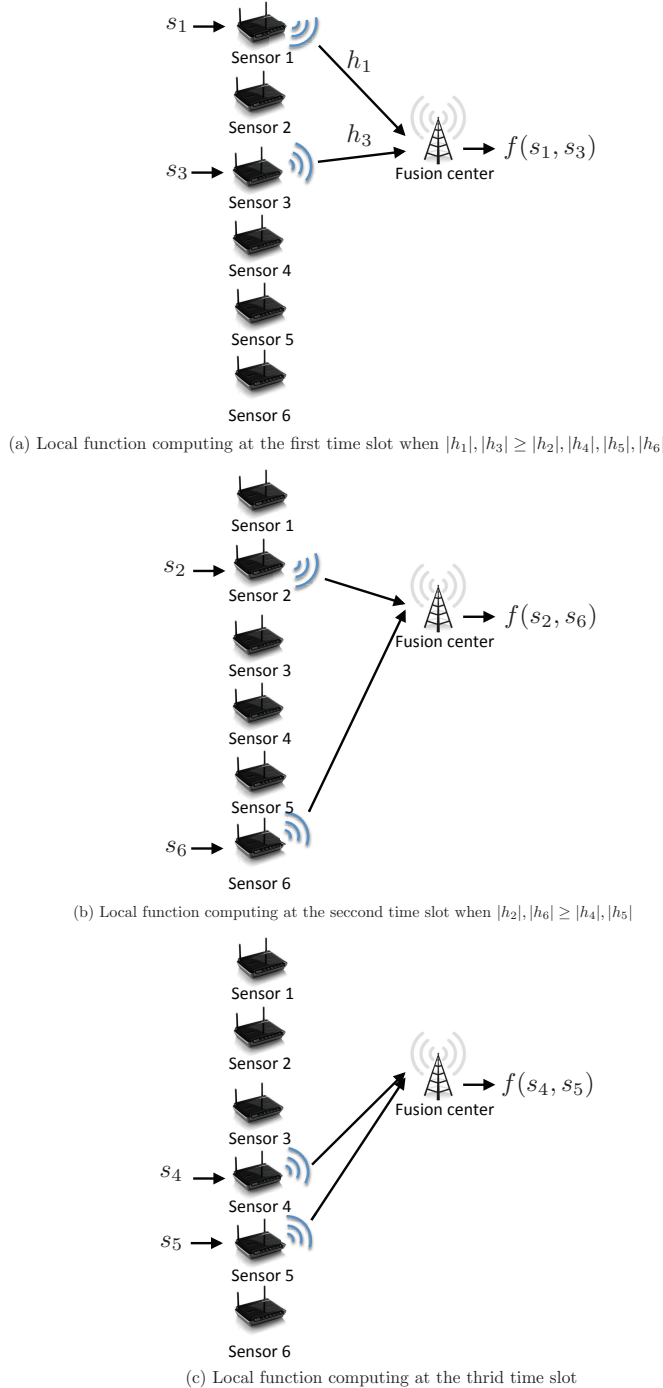 s₁
Sensor 1
h₁
Sensor 2
h₃
f(s₁, s₃)
s₃
Fusion center
Sensor 3
Sensor 4
Sensor 5
Sensor 6
(a) Local function computing at the first time slot when |h₁|, |h₃| ≥ |h₂|, |h₄|, |h₅|, |h₆|
Sensor 1
s₂
Sensor 2
f(s₂, s₆)
Fusion center
Sensor 3
Sensor 4
Sensor 5
s₆
Sensor 6
(b) Local function computing at the seccond time slot when |h₂|, |h₆| ≥ |h₄|, |h₅|
Sensor 1
Sensor 2
f(s₄, s₅)
Fusion center
Sensor 3
s₄
Sensor 4
s₅
Sensor 5
Sensor 6
(c) Local function computing at the thrid time slot